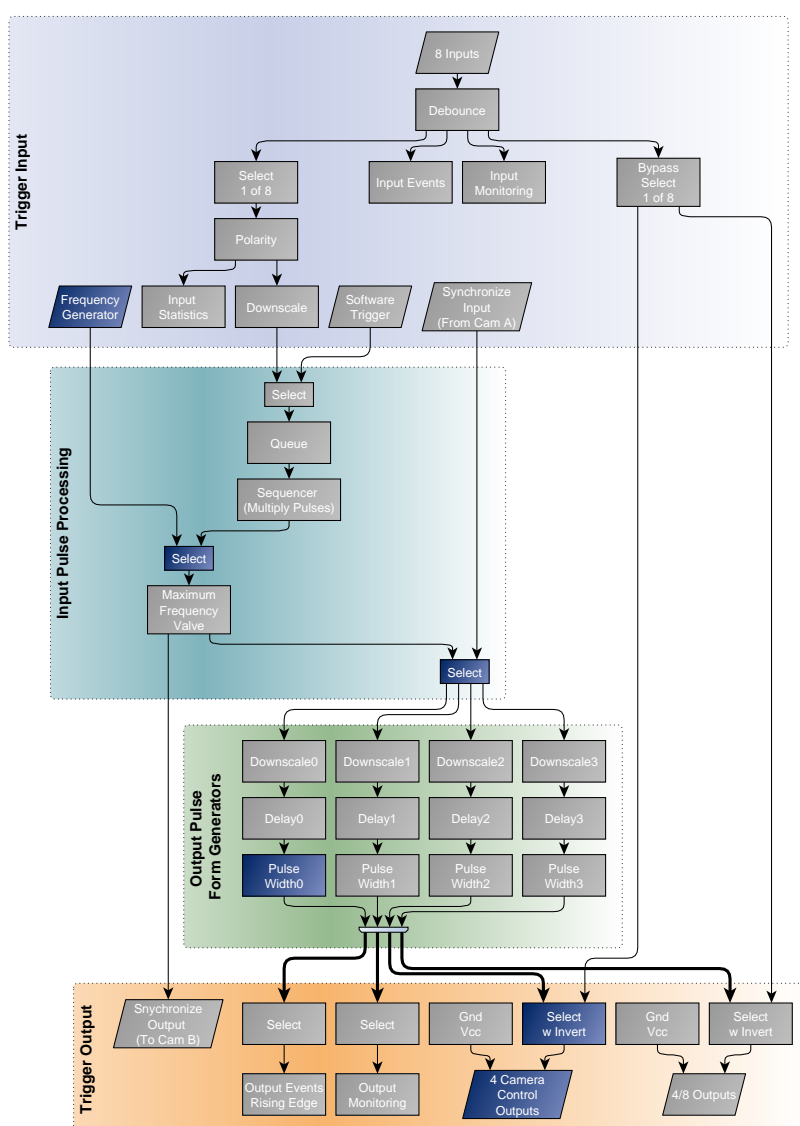 Trigger Input
8 Inputs
Debounce
Select
1 of 8
Input Events
Input
Monitoring
Bypass
Select
1 of 8
Polarity
Frequency
Generator
Input
Statistics
Downscale
Software
Trigger
Synchronize
Input
(From Cam A)
Input Pulse Processing
Select
Queue
Sequencer
(Multiply Pulses)
Select
Maximum
Frequency
Valve
Select
Output Pulse
Form Generators
Downscale0
Downscale1
Downscale2
Downscale3
Delay0
Delay1
Delay2
Delay3
Pulse
Width0
Pulse
Width1
Pulse
Width2
Pulse
Width3
Trigger Output
Snychronize
Output
(To Cam B)
Select
Select
Gnd
Vcc
Select
w Invert
Gnd
Vcc
Select
w Invert
Output Events
Rising Edge
Output
Monitoring
4 Camera
Control
Outputs
4/8 Outputs